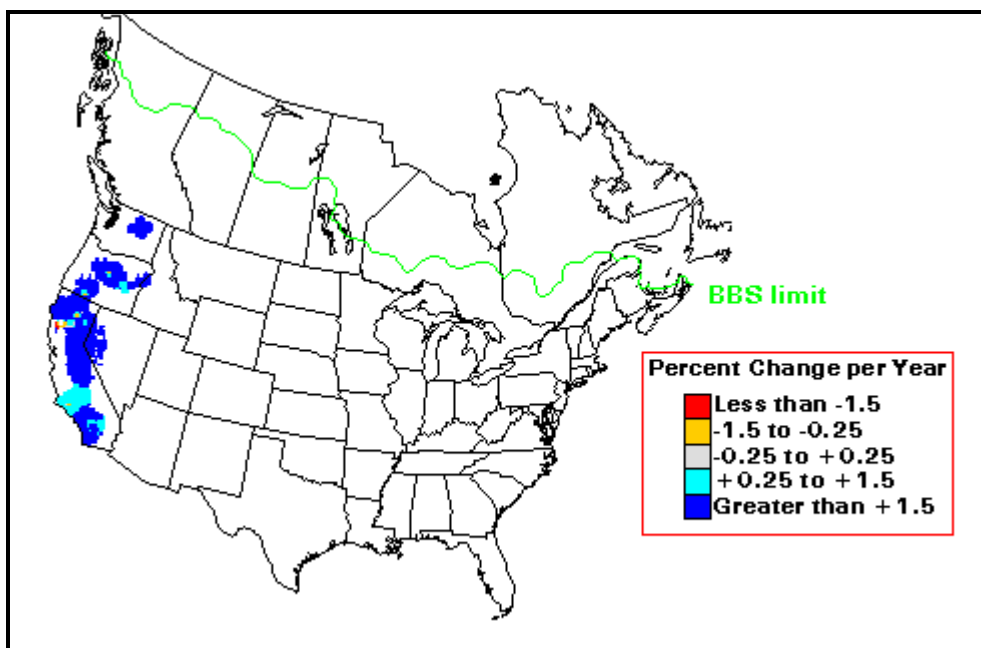 BBS limit
Percent Change per Year
Less than -1.5
-1.5 to -0.25
-0.25 to +0.25
+0.25 to +1.5
Greater than +1.5